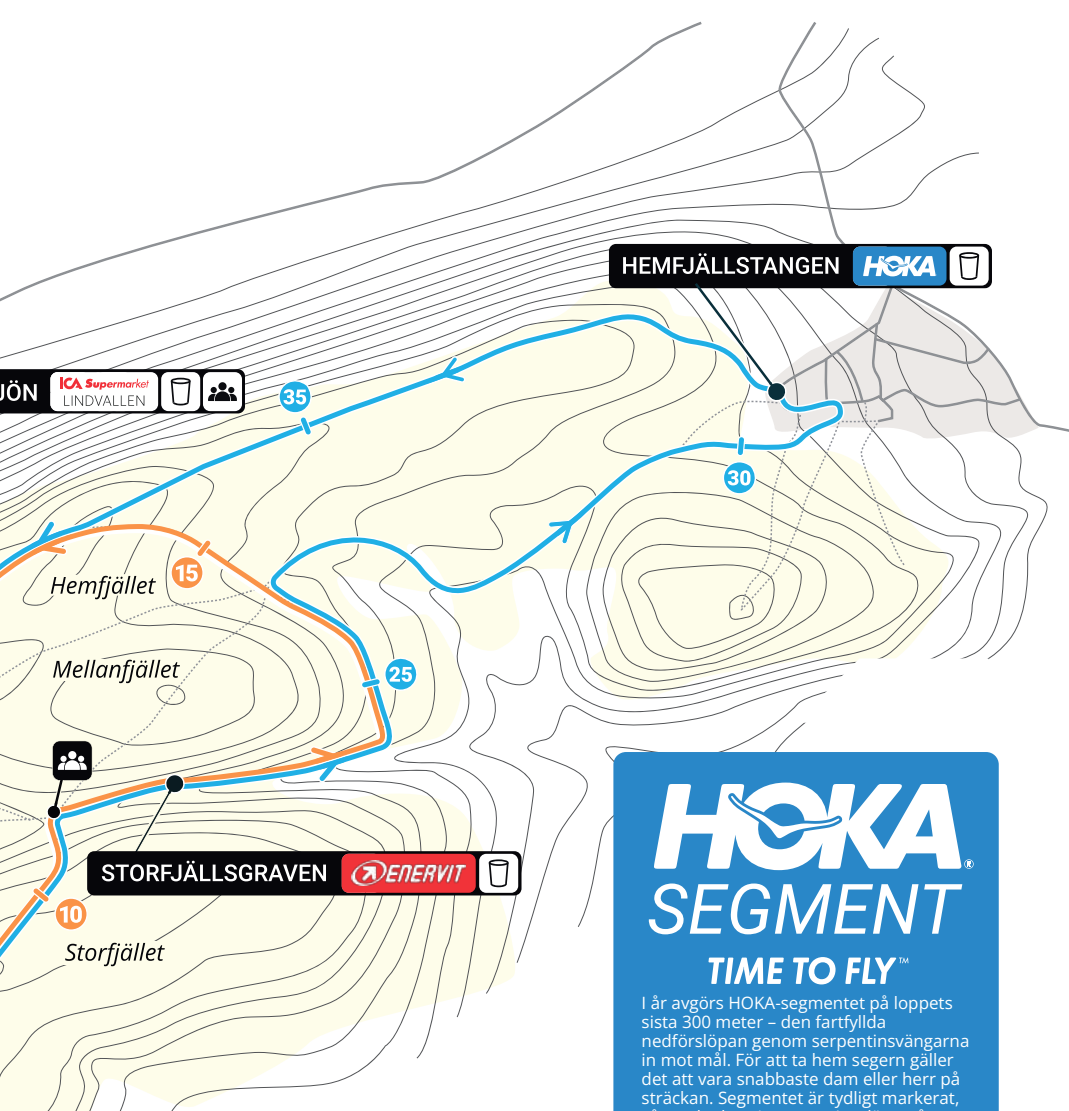 HEMFJÄLLSTANGEN HOKA
JÖN ICA Supermarket
LINDVALLEN
35
30
15
Hemfjället
Mellanfjället
25
STORFJÄLLSGRAVEN ENERVIT
10
Storfjället
HOKA®
SEGMENT
TIME TO FLY™
I år avgörs HOKA-segmentet på loppets
sista 300 meter – den fartfyllda
nedförslöpan genom serpentinsvängarna
in mot mål. För att ta hem segern gäller
det att vara snabbaste dam eller herr på
sträckan. Segmentet är tydligt markerat,